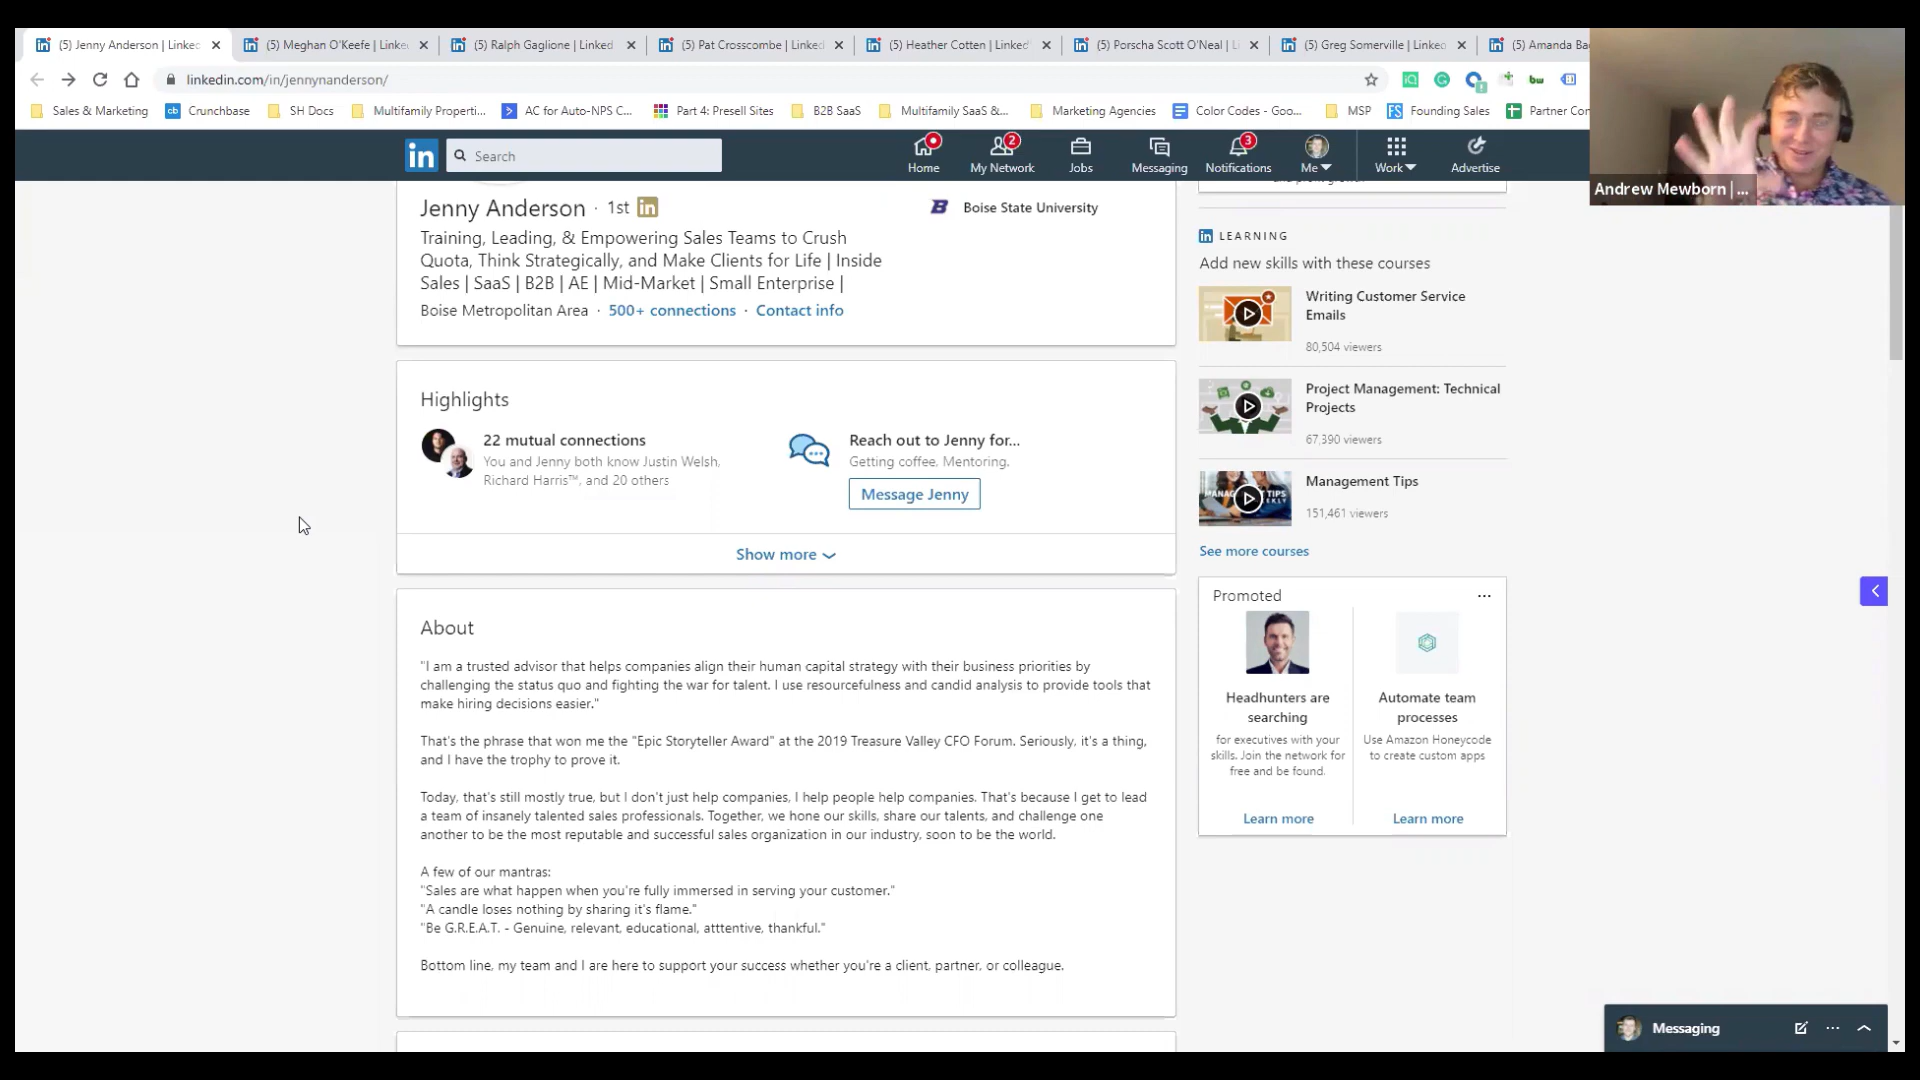 (5) Jenny Anderson | Linked
(5) Meghan O'Keefe | Linke
(5) Ralph Gaglione | Linked
(5) Pat Crosscombe | Linked
(5) Heather Cotten | Linked
(5) Porscha Scott O'Neal | L
(5) Greg Somerville | Linked
(5) Amanda Ba
linkedin.com/in/jennynanderson/
Sales & Marketing
cb Crunchbase
SH Docs
Multifamily Properti...
AC for Auto-NPS C...
Part 4: Presell Sites
B2B SaaS
Multifamily SaaS &...
Marketing Agencies
Color Codes - Goo...
MSP
FS Founding Sales
Partner Con
in
Search
Home
2
My Network
Jobs
Messaging
3
Notifications
Me
Work
Advertise
Andrew Mewborn | ...
Jenny Anderson · 1st in
Training, Leading, & Empowering Sales Teams to Crush
Quota, Think Strategically, and Make Clients for Life | Inside
Sales | SaaS | B2B | AE | Mid-Market | Small Enterprise |
Boise Metropolitan Area · 500+ connections · Contact info
B Boise State University
Highlights
22 mutual connections
You and Jenny both know Justin Welsh,
Richard Harris™, and 20 others
Reach out to Jenny for...
Getting coffee, Mentoring.
Message Jenny
Show more
About
"I am a trusted advisor that helps companies align their human capital strategy with their business priorities by
challenging the status quo and fighting the war for talent. I use resourcefulness and candid analysis to provide tools that
make hiring decisions easier."
That's the phrase that won me the "Epic Storyteller Award" at the 2019 Treasure Valley CFO Forum. Seriously, it's a thing,
and I have the trophy to prove it.
Today, that's still mostly true, but I don't just help companies, I help people help companies. That's because I get to lead
a team of insanely talented sales professionals. Together, we hone our skills, share our talents, and challenge one
another to be the most reputable and successful sales organization in our industry, soon to be the world.
A few of our mantras:
"Sales are what happen when you're fully immersed in serving your customer."
"A candle loses nothing by sharing it's flame."
"Be G.R.E.A.T. - Genuine, relevant, educational, atttentive, thankful."
Bottom line, my team and I are here to support your success whether you're a client, partner, or colleague.
in LEARNING
Add new skills with these courses
Writing Customer Service
Emails
80,504 viewers
Project Management: Technical
Projects
67,390 viewers
Management Tips
151,461 viewers
See more courses
Promoted
...
Headhunters are
searching
for executives with your
skills. Join the network for
free and be found.
Learn more
Automate team
processes
Use Amazon Honeycode
to create custom apps
Learn more
Messaging
...